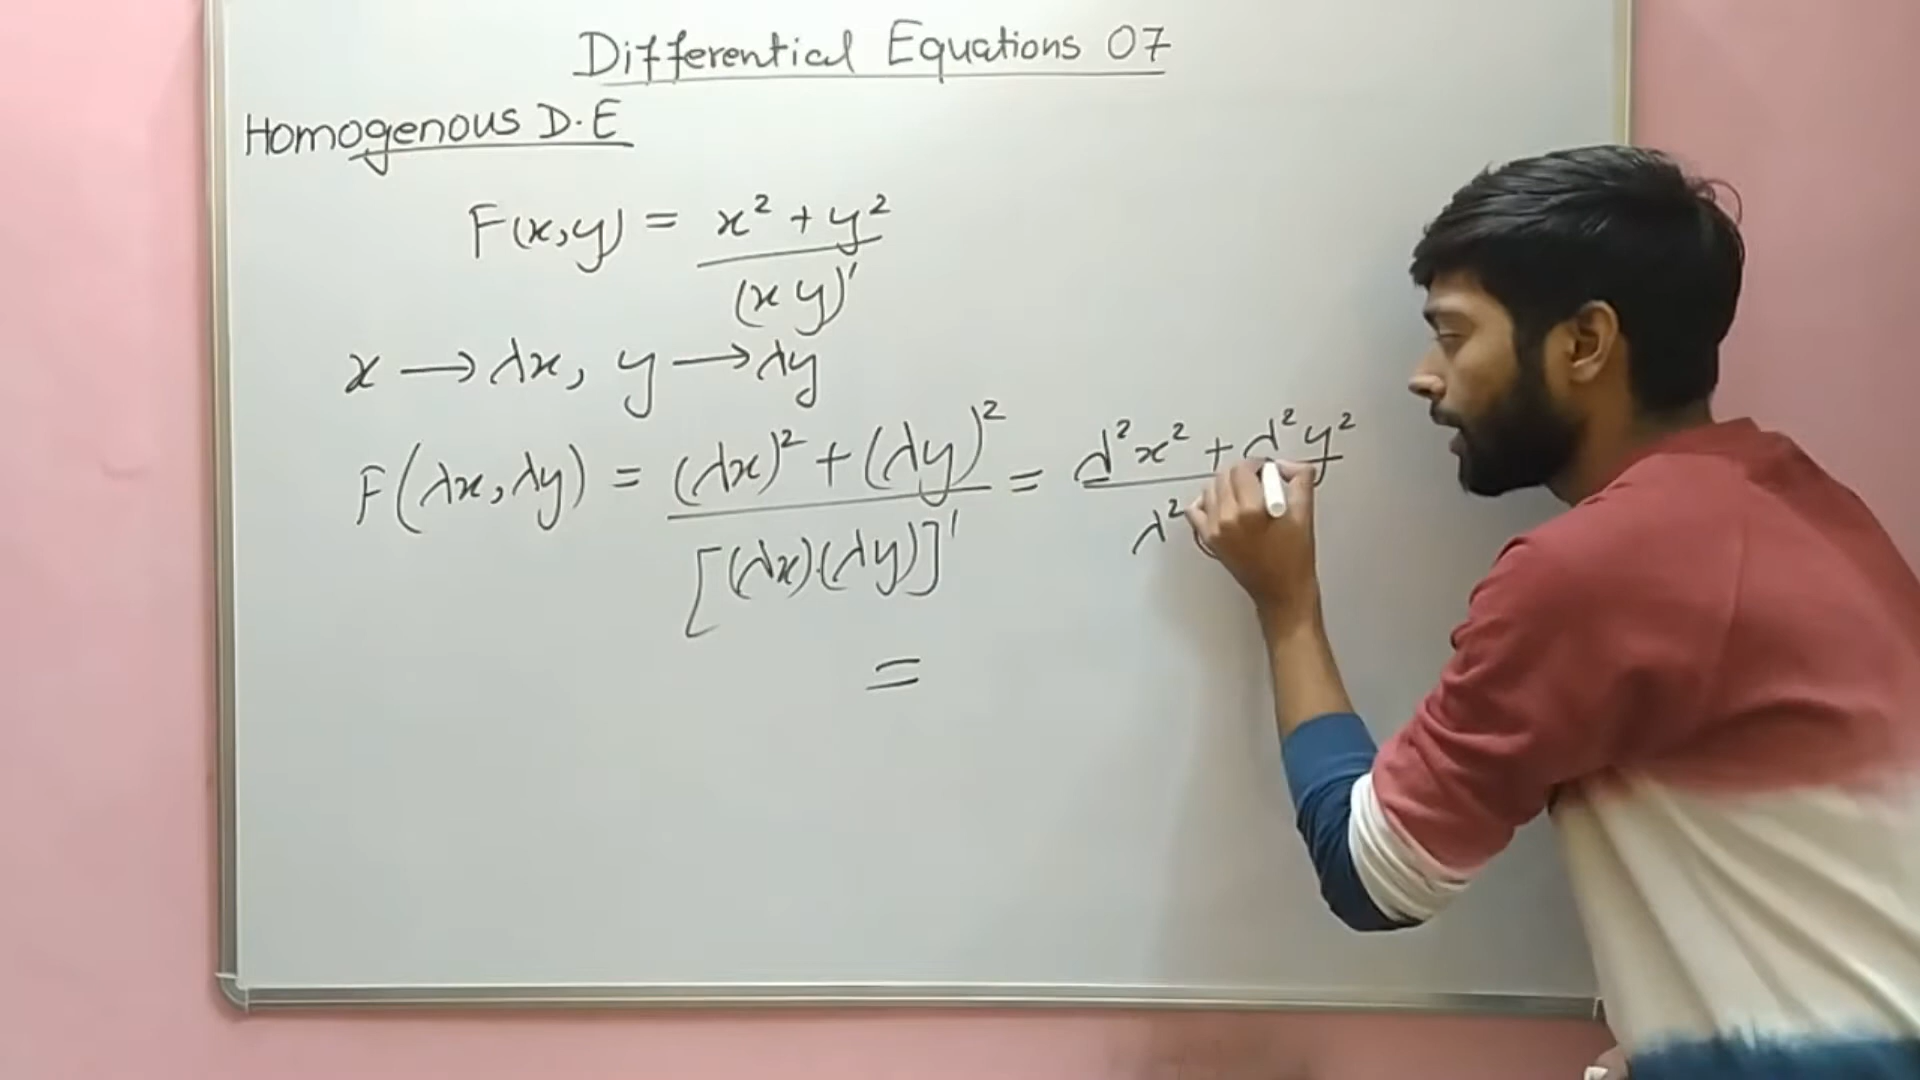 Differential Equations 07
Homogenous D.E
F(x,y) = x² + y² / (x y)'
x → λx, y → λy
F(λx, λy) = (λx)² + (λy)² / [(λx).(λy)]' = λ²x² + λ²y² / λ²(
=